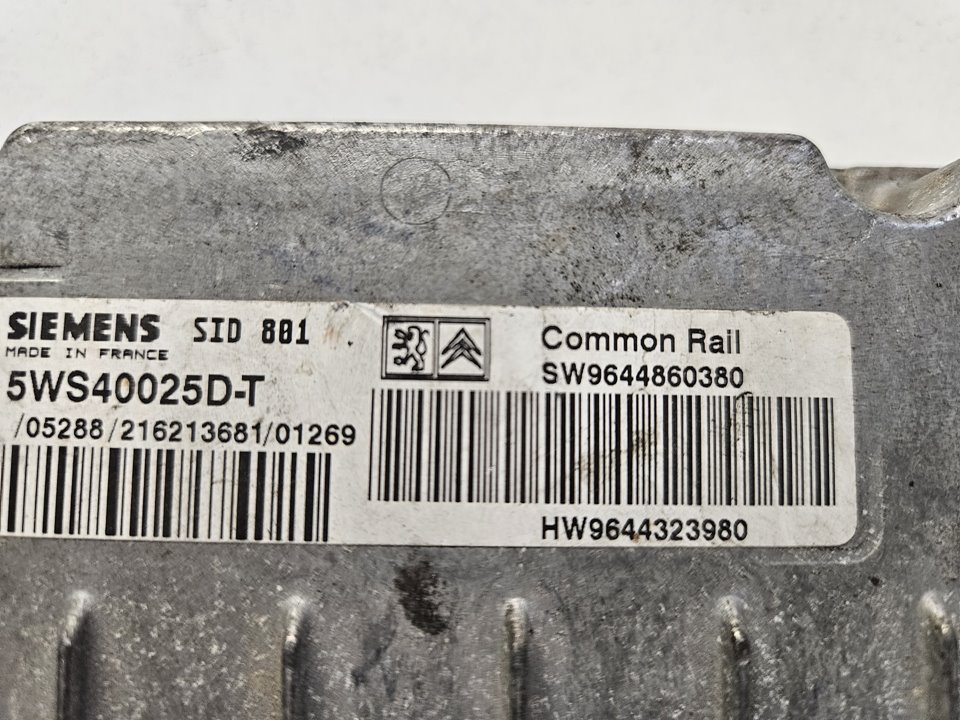 SIEMENS SID 801
MADE IN FRANCE
5WS40025D-T
/05288/216213681/01269
Common Rail
SW9644860380
HW9644323980